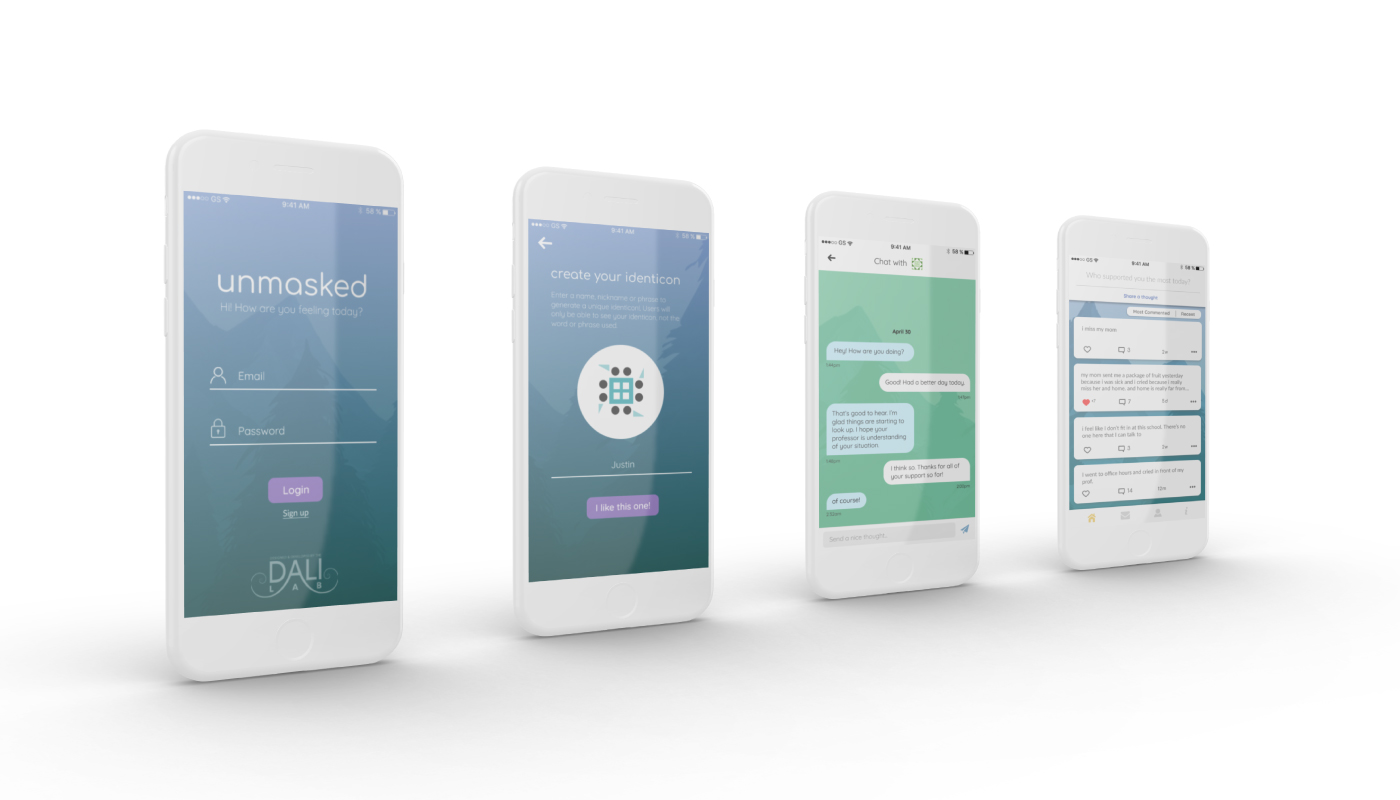 GS
9:41 AM
58 %
unmasked
Hi! How are you feeling today?
Email
Password
Login
Sign up
DALI
LAB
GS
9:41 AM
58 %
create your identicon
Enter a name, nickname or phrase to
generate a unique identicon. Users will
only be able to see your identicon, not the
word or phrase used.
Justin
I like this one!
GS
9:41 AM
58 %
Chat with
April 30
Hey! How are you doing?
Good! Had a better day today.
That's good to hear. I'm
glad things are starting to
look up. I hope your
professor is understanding
of your situation.
I think so. Thanks for all of
your support so far!
of course!
Send a nice thought.
GS
9:41 AM
58 %
Who supported you the most today?
Share a thought
Most Commented | Recent
I miss my mom
3
my mom send me a package of fruit yesterday
because I was sick and I cried because I really
miss her and home, and home is really far from...
7
5d
I feel like I don't fit in at this school. There's no
one here that I can talk to
I went to office hours and cried in front of my
prof.
14